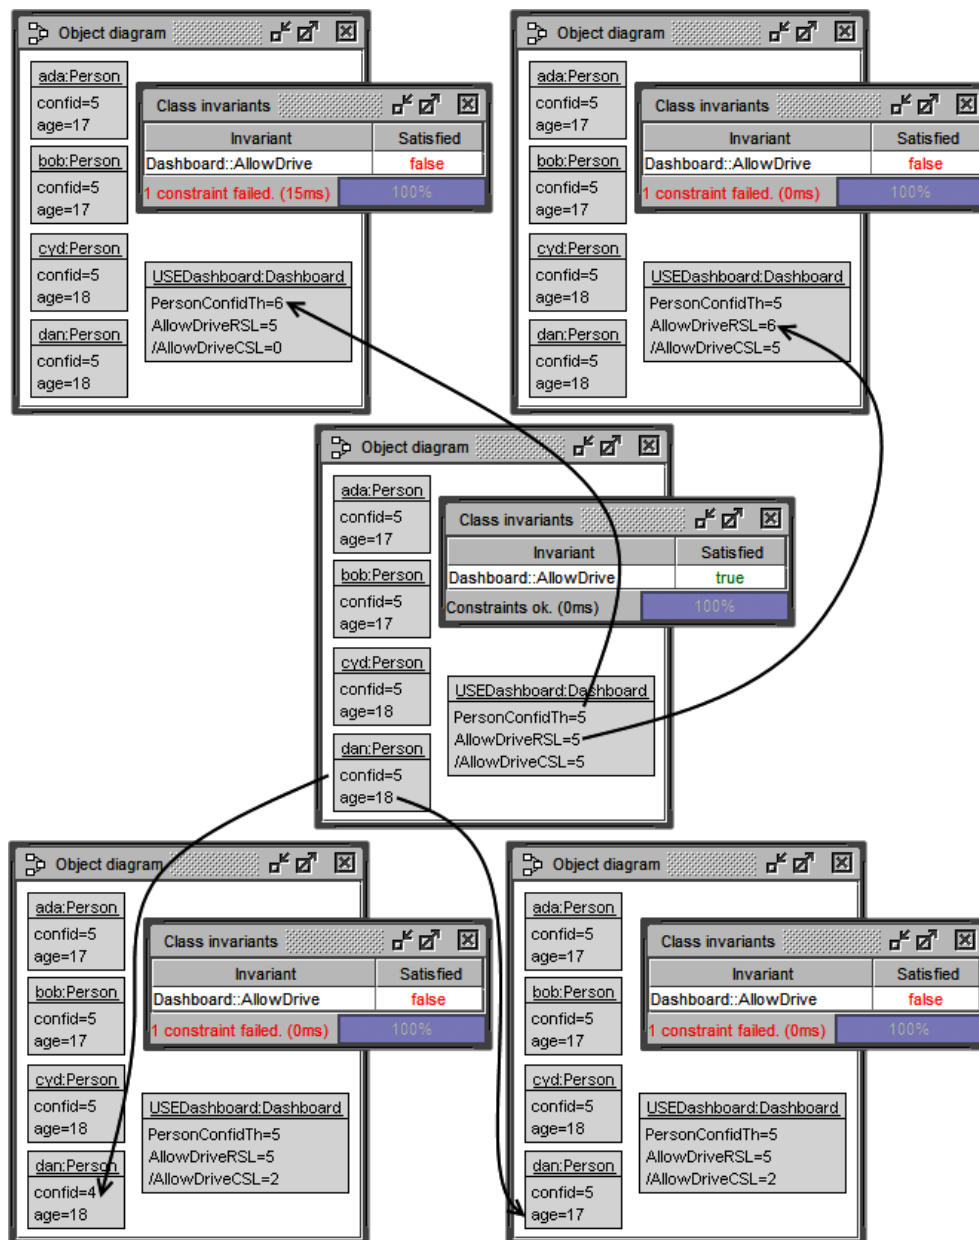 Object diagram
ada:Person
confid=5
age=17
bob:Person
confid=5
age=17
cyd:Person
confid=5
age=18
dan:Person
confid=5
age=18
Class invariants
Invariant Satisfied
Dashboard::AllowDrive false
1 constraint failed. (15ms) 100%
USEDashboard:Dashboard
PersonConfidTh=6
AllowDriveRSL=5
/AllowDriveCSL=0
Object diagram
ada:Person
confid=5
age=17
bob:Person
confid=5
age=17
cyd:Person
confid=5
age=18
dan:Person
confid=5
age=18
Class invariants
Invariant Satisfied
Dashboard::AllowDrive false
1 constraint failed. (0ms) 100%
USEDashboard:Dashboard
PersonConfidTh=5
AllowDriveRSL=6
/AllowDriveCSL=5
Object diagram
ada:Person
confid=5
age=17
bob:Person
confid=5
age=17
cyd:Person
confid=5
age=18
dan:Person
confid=5
age=18
Class invariants
Invariant Satisfied
Dashboard::AllowDrive true
Constraints ok. (0ms) 100%
USEDashboard:Dashboard
PersonConfidTh=5
AllowDriveRSL=5
/AllowDriveCSL=5
Object diagram
ada:Person
confid=5
age=17
bob:Person
confid=5
age=17
cyd:Person
confid=5
age=18
dan:Person
confid=4
age=18
Class invariants
Invariant Satisfied
Dashboard::AllowDrive false
1 constraint failed. (0ms) 100%
USEDashboard:Dashboard
PersonConfidTh=5
AllowDriveRSL=5
/AllowDriveCSL=2
Object diagram
ada:Person
confid=5
age=17
bob:Person
confid=5
age=17
cyd:Person
confid=5
age=18
dan:Person
confid=5
age=17
Class invariants
Invariant Satisfied
Dashboard::AllowDrive false
1 constraint failed. (0ms) 100%
USEDashboard:Dashboard
PersonConfidTh=5
AllowDriveRSL=5
/AllowDriveCSL=2